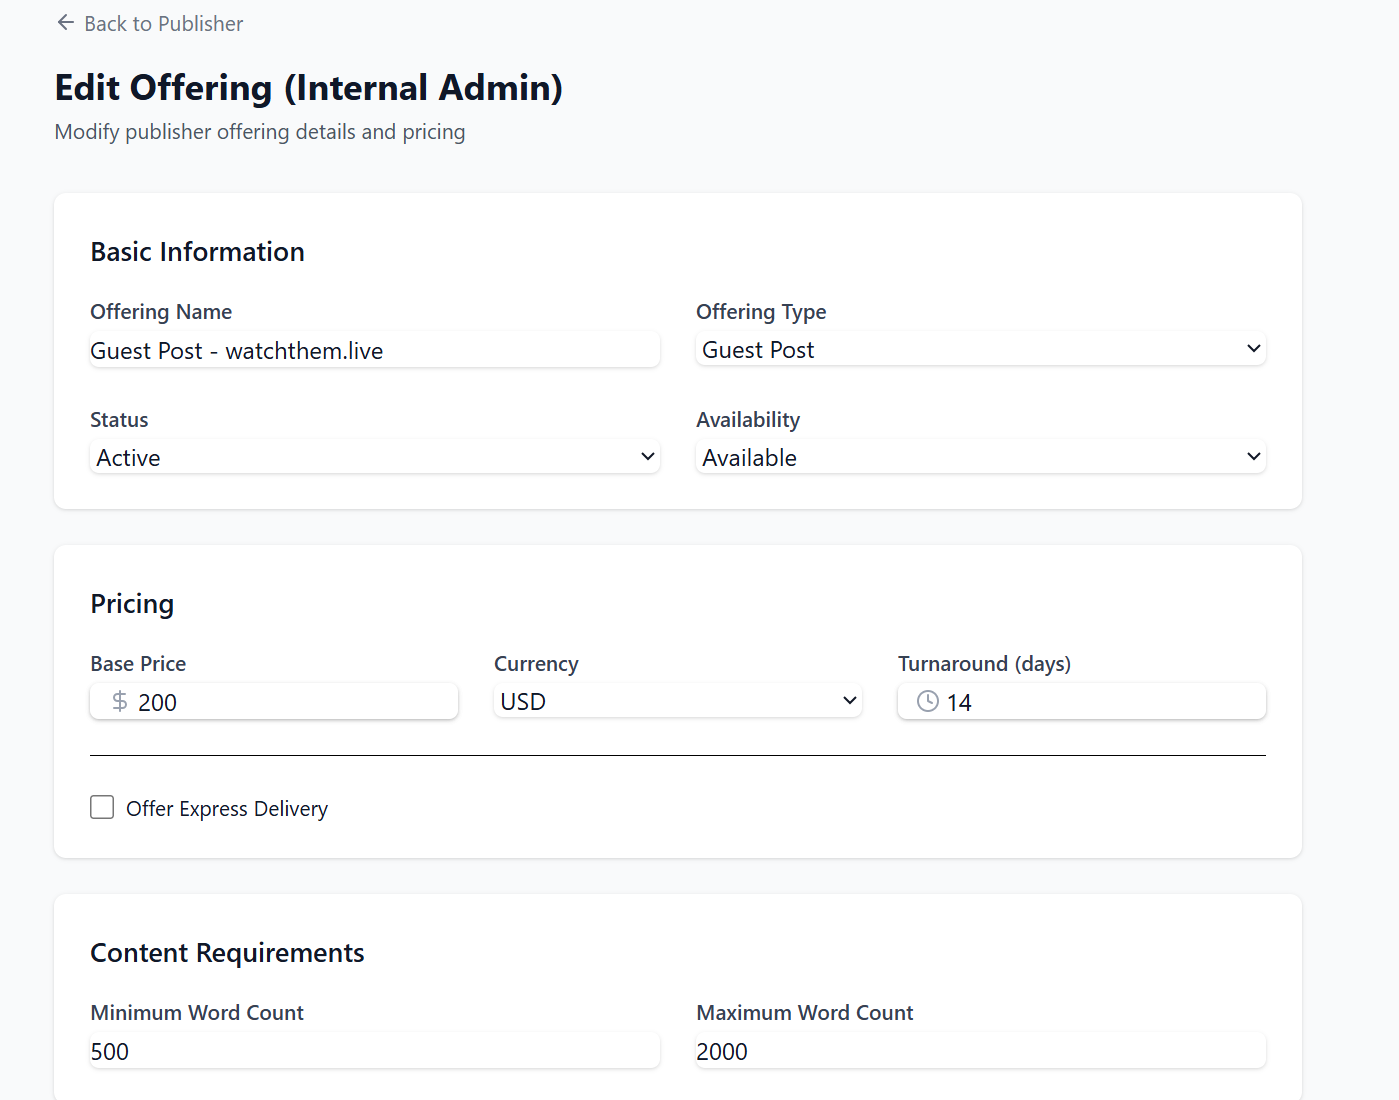 Back to Publisher
Edit Offering (Internal Admin)
Modify publisher offering details and pricing
Basic Information
Offering Name
Offering Type
Guest Post - watchthem.live
Guest Post
Status
Availability
Active
Available
Pricing
Base Price
Currency
Turnaround (days)
$ 200
USD
14
Offer Express Delivery
Content Requirements
Minimum Word Count
Maximum Word Count
500
2000